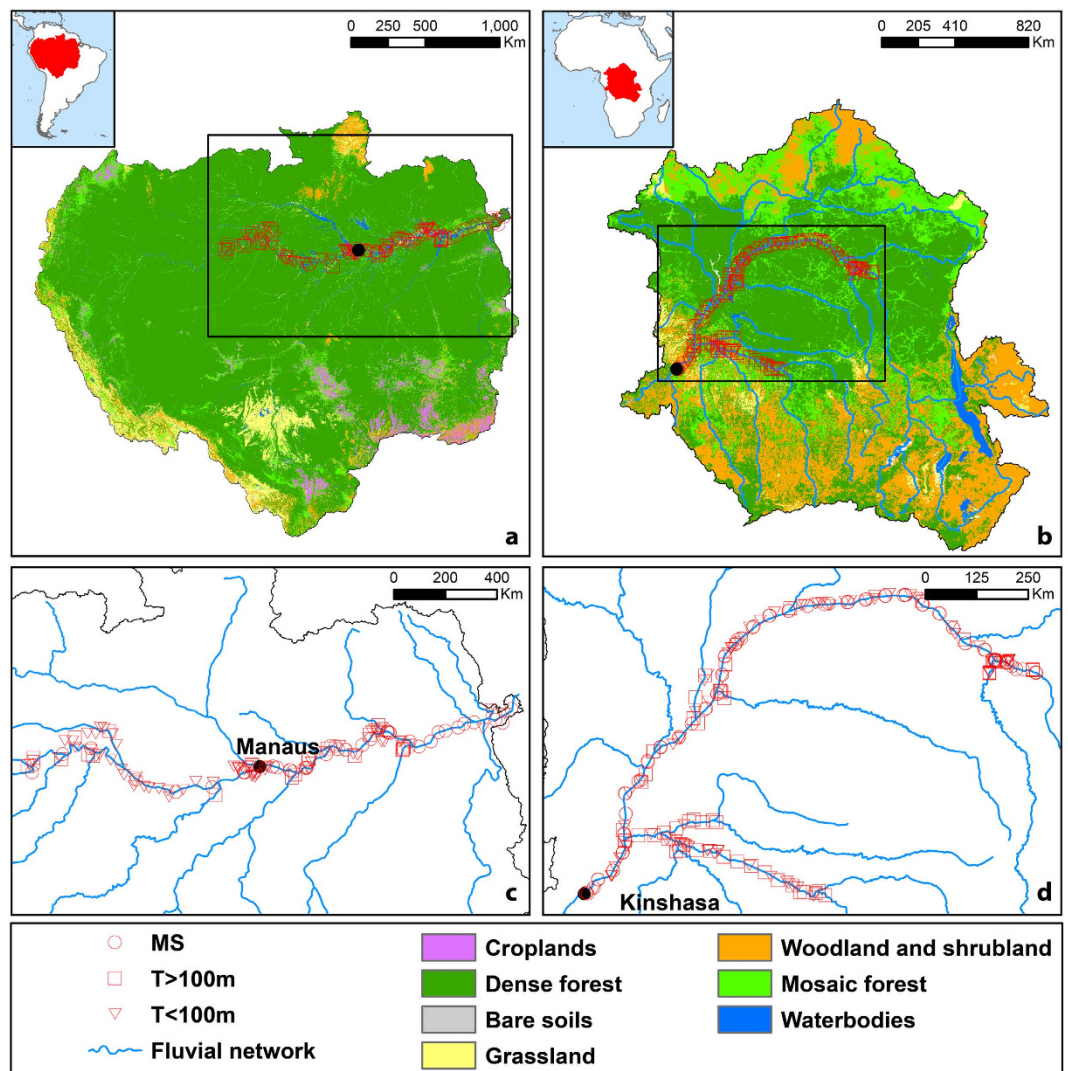 0 250 500 1,000
Km
a
0 205 410 820
Km
b
0 200 400
Km
Manaus
c
0 125 250
Km
Kinshasa
d
MS
T>100m
T<100m
Fluvial network
Croplands
Dense forest
Bare soils
Grassland
Woodland and shrubland
Mosaic forest
Waterbodies